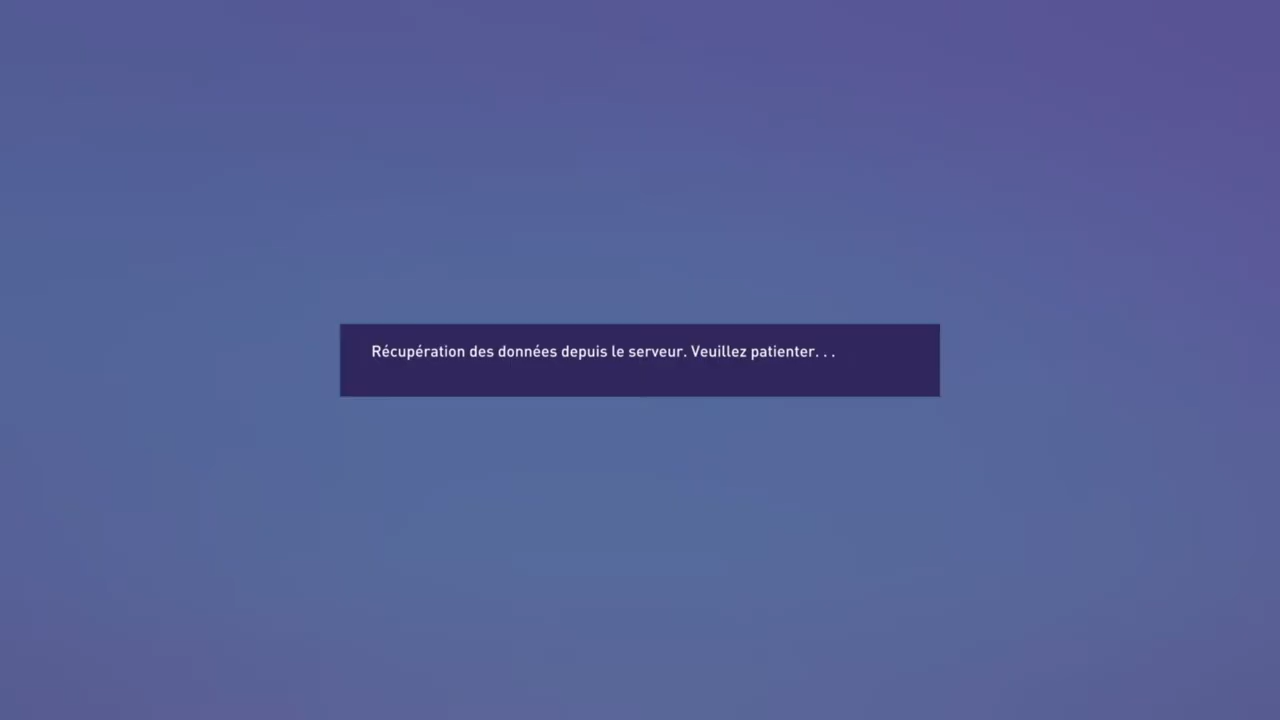 Récupération des données depuis le serveur. Veuillez patienter. . .